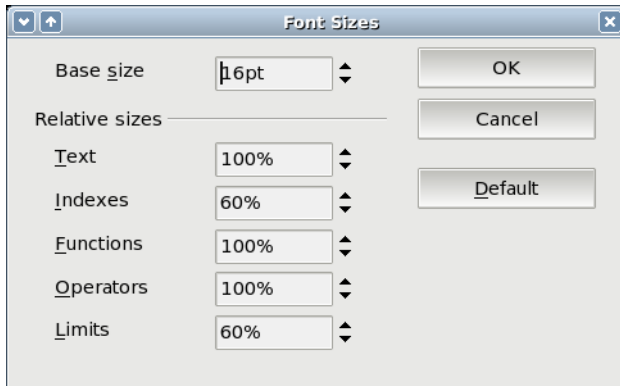 Font Sizes
Base size 16pt OK
Relative sizes Cancel
Text 100%
Default
Indexes 60%
Functions 100%
Operators 100%
Limits 60%